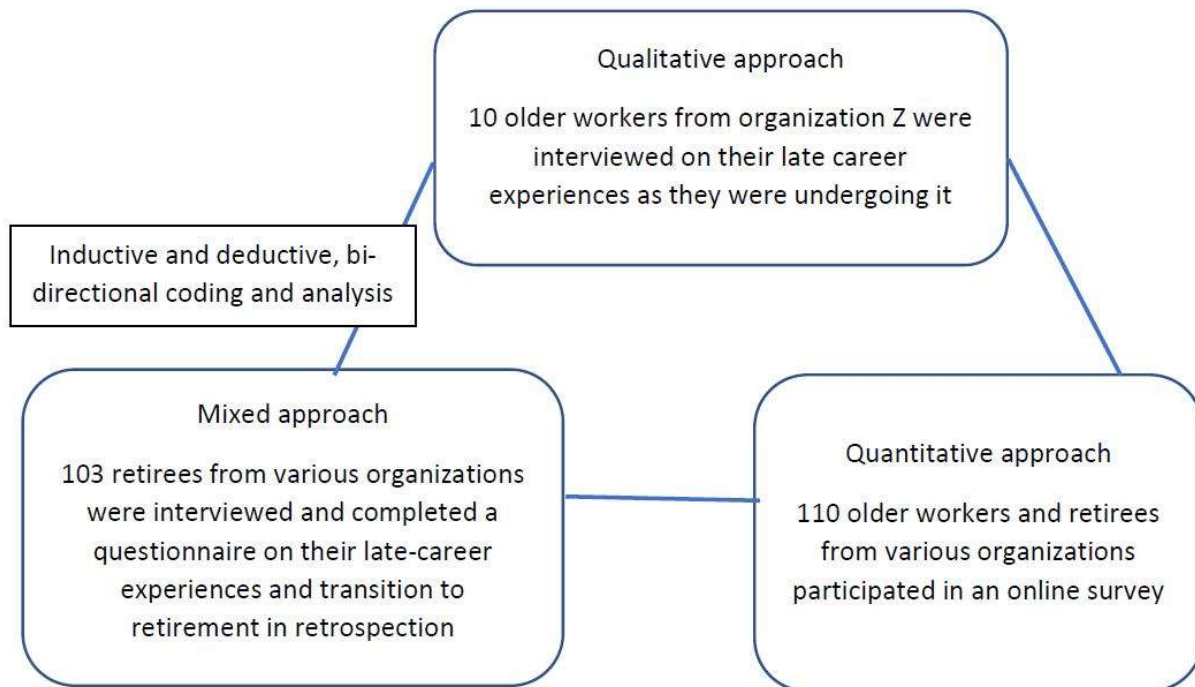 Qualitative approach
10 older workers from organization Z were
interviewed on their late career
experiences as they were undergoing it
Inductive and deductive, bi-
directional coding and analysis
Mixed approach
103 retirees from various organizations
were interviewed and completed a
questionnaire on their late-career
experiences and transition to
retirement in retrospection
Quantitative approach
110 older workers and retirees
from various organizations
participated in an online survey